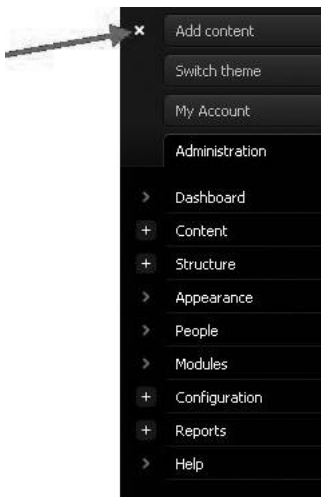 Add content
Switch theme
My Account
Administration
Dashboard
Content
Structure
Appearance
People
Modules
Configuration
Reports
Help